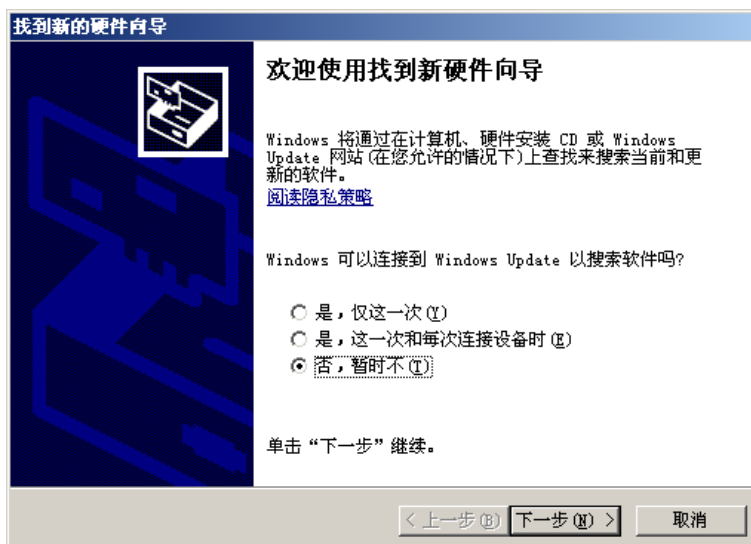 找到新的硬件向导
欢迎使用找到新硬件向导
Windows 将通过在计算机、硬件安装 CD 或 Windows
Update 网站(在您允许的情况下)上查找来搜索当前和更
新的软件。
阅读隐私策略
Windows 可以连接到 Windows Update 以搜索软件吗?
是，仅这一次(Y)
是，这一次和每次连接设备时(E)
否，暂时不(T)
单击“下一步”继续。
< 上一步(B) 下一步(N) > 取消